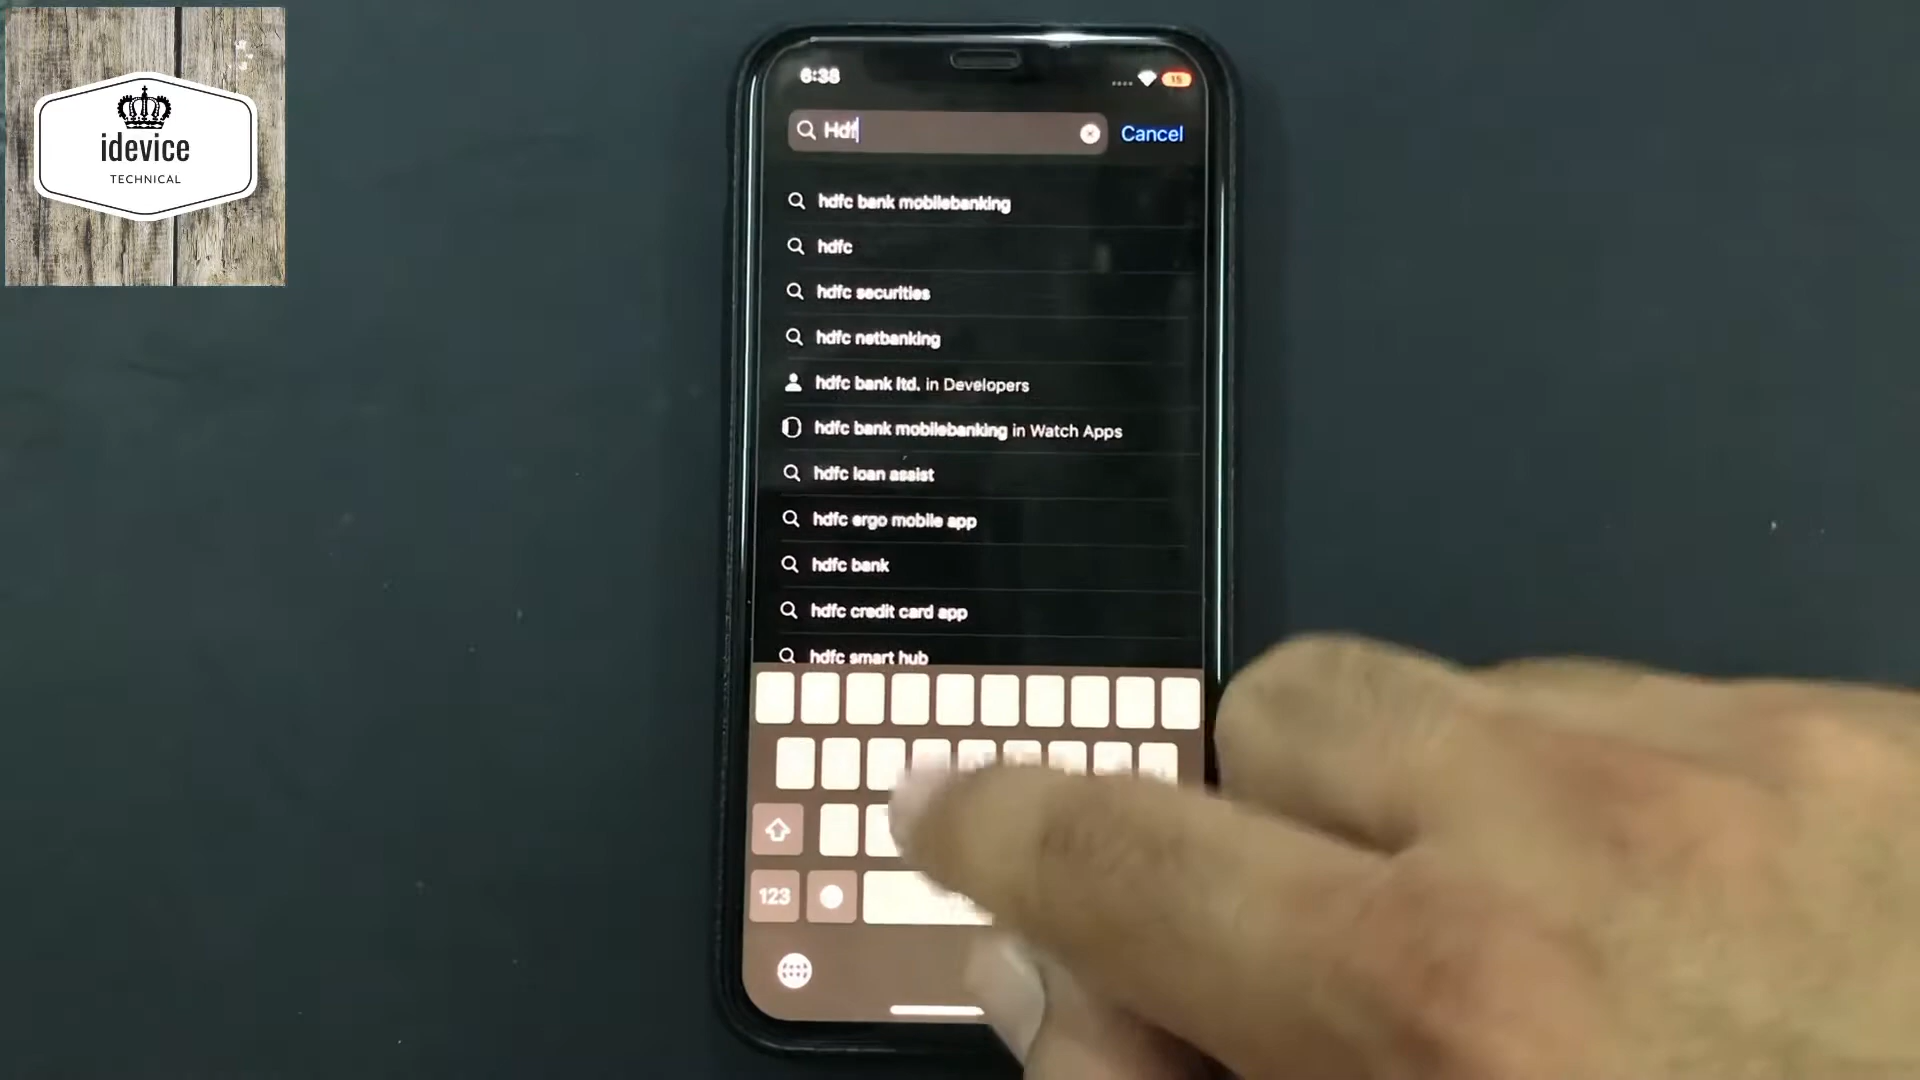 idevice
TECHNICAL
6:38
15
Hdf
Cancel
hdfc bank mobilebanking
hdfc
hdfc securities
hdfc netbanking
hdfc bank ltd. in Developers
hdfc bank mobilebanking in Watch Apps
hdfc loan assist
hdfc ergo mobile app
hdfc bank
hdfc credit card app
hdfc smart hub
123